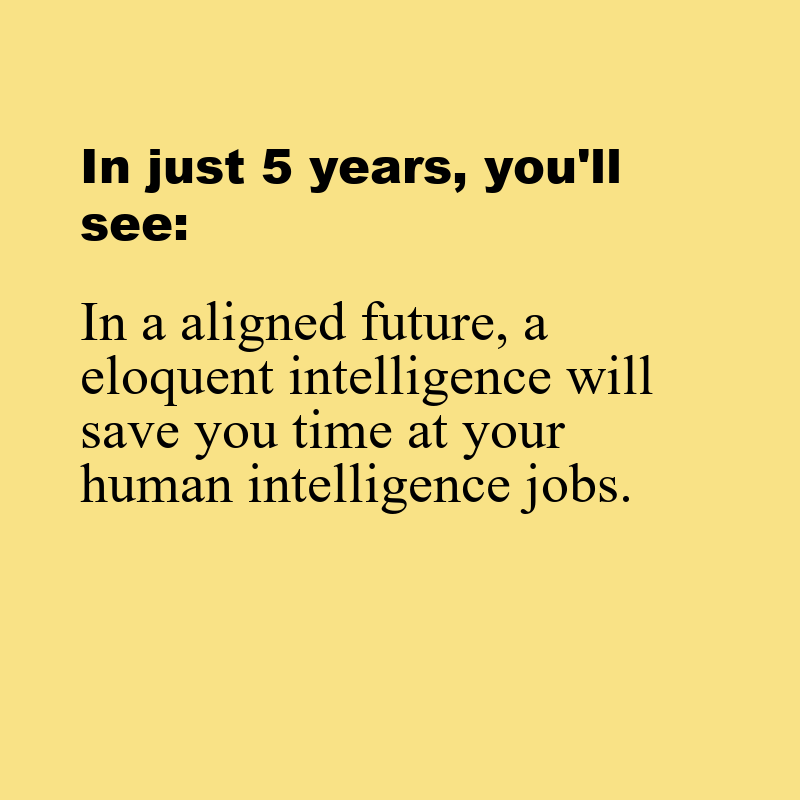 In just 5 years, you'll
see:
In a aligned future, a
eloquent intelligence will
save you time at your
human intelligence jobs.